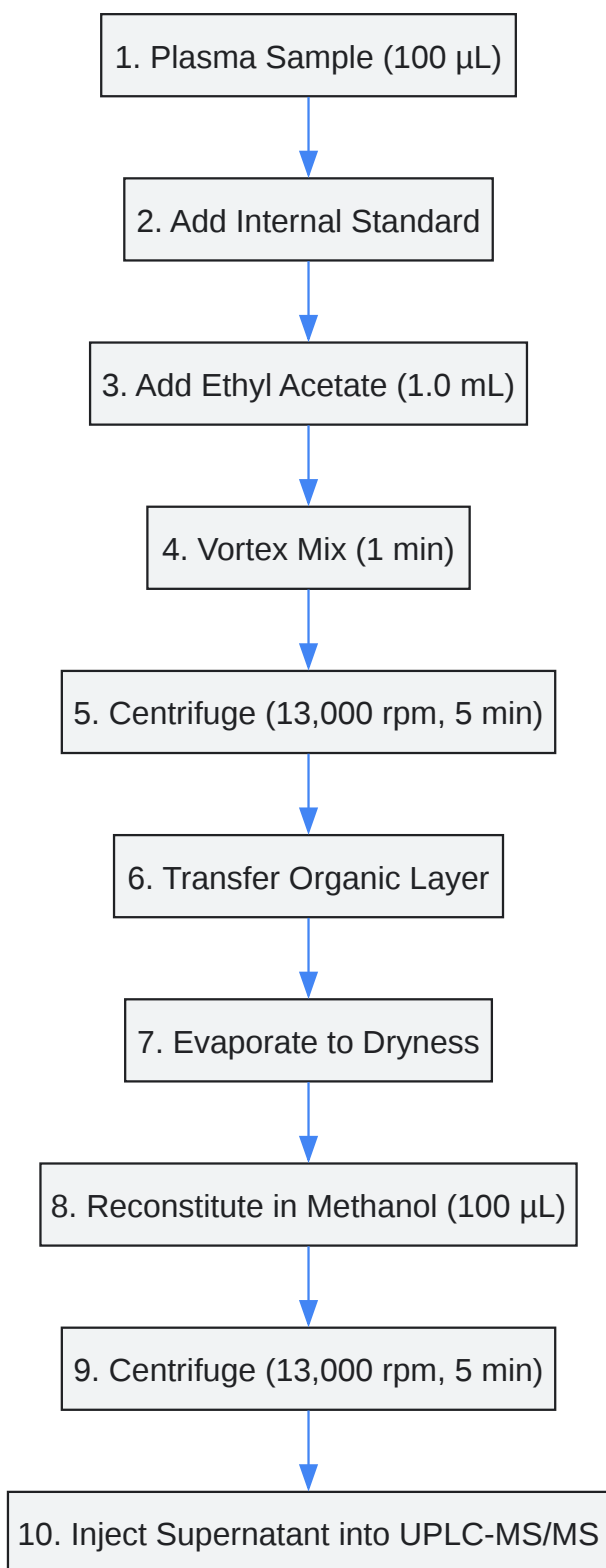 1. Plasma Sample (100 µL)
2. Add Internal Standard
3. Add Ethyl Acetate (1.0 mL)
4. Vortex Mix (1 min)
5. Centrifuge (13,000 rpm, 5 min)
6. Transfer Organic Layer
7. Evaporate to Dryness
8. Reconstitute in Methanol (100 µL)
9. Centrifuge (13,000 rpm, 5 min)
10. Inject Supernatant into UPLC-MS/MS